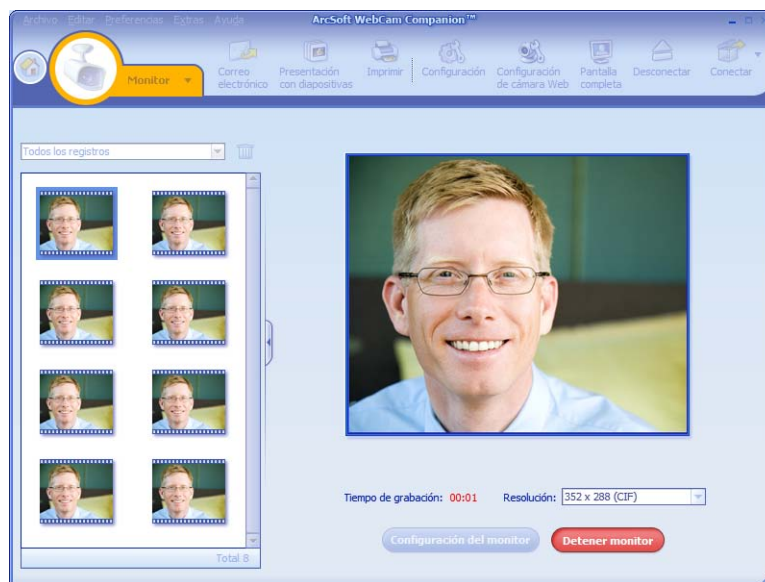 Archivo Editar Preferencias Extras Ayuda
ArcSoft WebCam Companion™
Monitor
Correo
electrónico
Presentación
con diapositivas
Imprimir
Configuración
Configuración
de cámara Web
Pantalla
completa
Desconectar
Conectar
Todos los registros
Total 8
Tiempo de grabación: 00:01
Resolución: 352 x 288 (CIF)
Configuración del monitor
Detener monitor